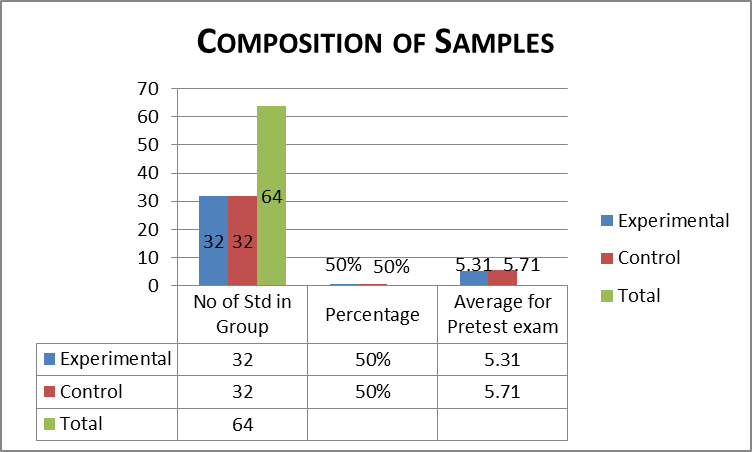 COMPOSITION OF SAMPLES
70
60
50
40
30
20
10
0
32
32
64
50%
50%
5.31
5.71
Experimental
Control
Total
No of Std in
Group
Percentage
Average for
Pretest exam
Experimental 32 50% 5.31
Control 32 50% 5.71
Total 64